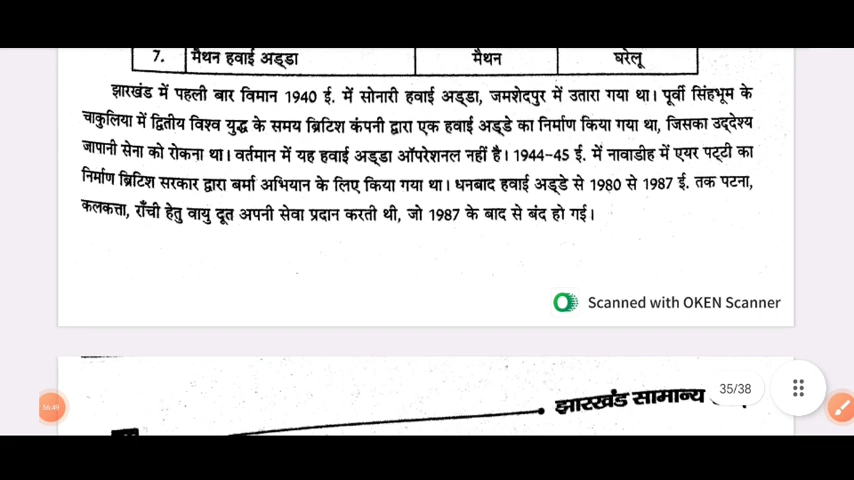 7. मैथन हवाई अड्डा मैथन घरेलू
झारखंड में पहली बार विमान 1940 ई. में सोनारी हवाई अड्डा, जमशेदपुर में उतारा गया था। पूर्वी सिंहभूम के
चाकुलिया में द्वितीय विश्व युद्ध के समय ब्रिटिश कंपनी द्वारा एक हवाई अड्डे का निर्माण किया गया था, जिसका उद्देश्य
जापानी सेना को रोकना था। वर्तमान में यह हवाई अड्डा ऑपरेशनल नहीं है। 1944-45 ई. में नावाडीह में एयर पट्टी का
निर्माण ब्रिटिश सरकार द्वारा बर्मा अभियान के लिए किया गया था। धनबाद हवाई अड्डे से 1980 से 1987 ई. तक पटना,
कलकत्ता, राँची हेतु वायु दूत अपनी सेवा प्रदान करती थी, जो 1987 के बाद से बंद हो गई।
Scanned with OKEN Scanner
35/38
56:49
झारखंड सामान्य